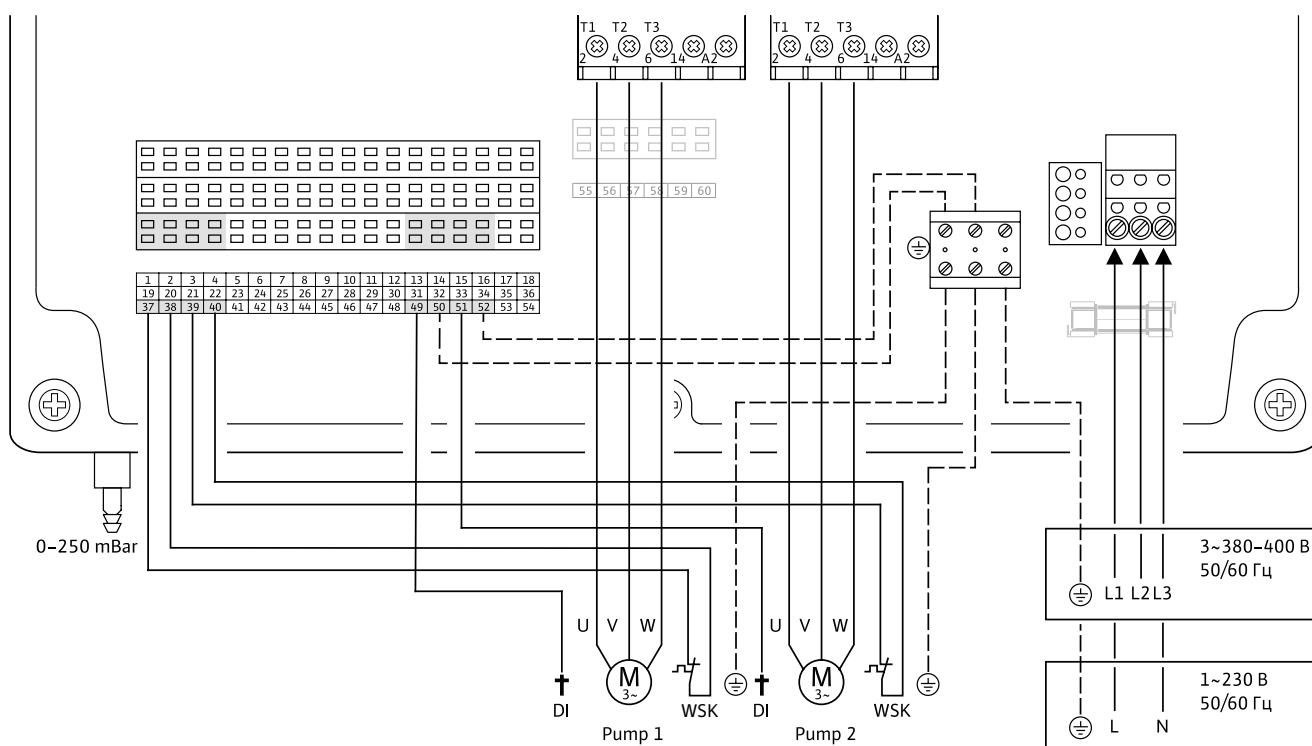 T1 T2 T3
2 4 6 14 A2
T1 T2 T3
2 4 6 14 A2
55 56 57 58 59 60
1 2 3 4 5 6 7 8 9 10 11 12 13 14 15 16 17 18
19 20 21 22 23 24 25 26 27 28 29 30 31 32 33 34 35 36
37 38 39 40 41 42 43 44 45 46 47 48 49 50 51 52 53 54
0–250 mBar
3~380–400 В
50/60 Гц
L1 L2 L3
U V W
U V W
M
3~
M
3~
DI
WSK
DI
WSK
Pump 1
Pump 2
1~230 В
50/60 Гц
L N